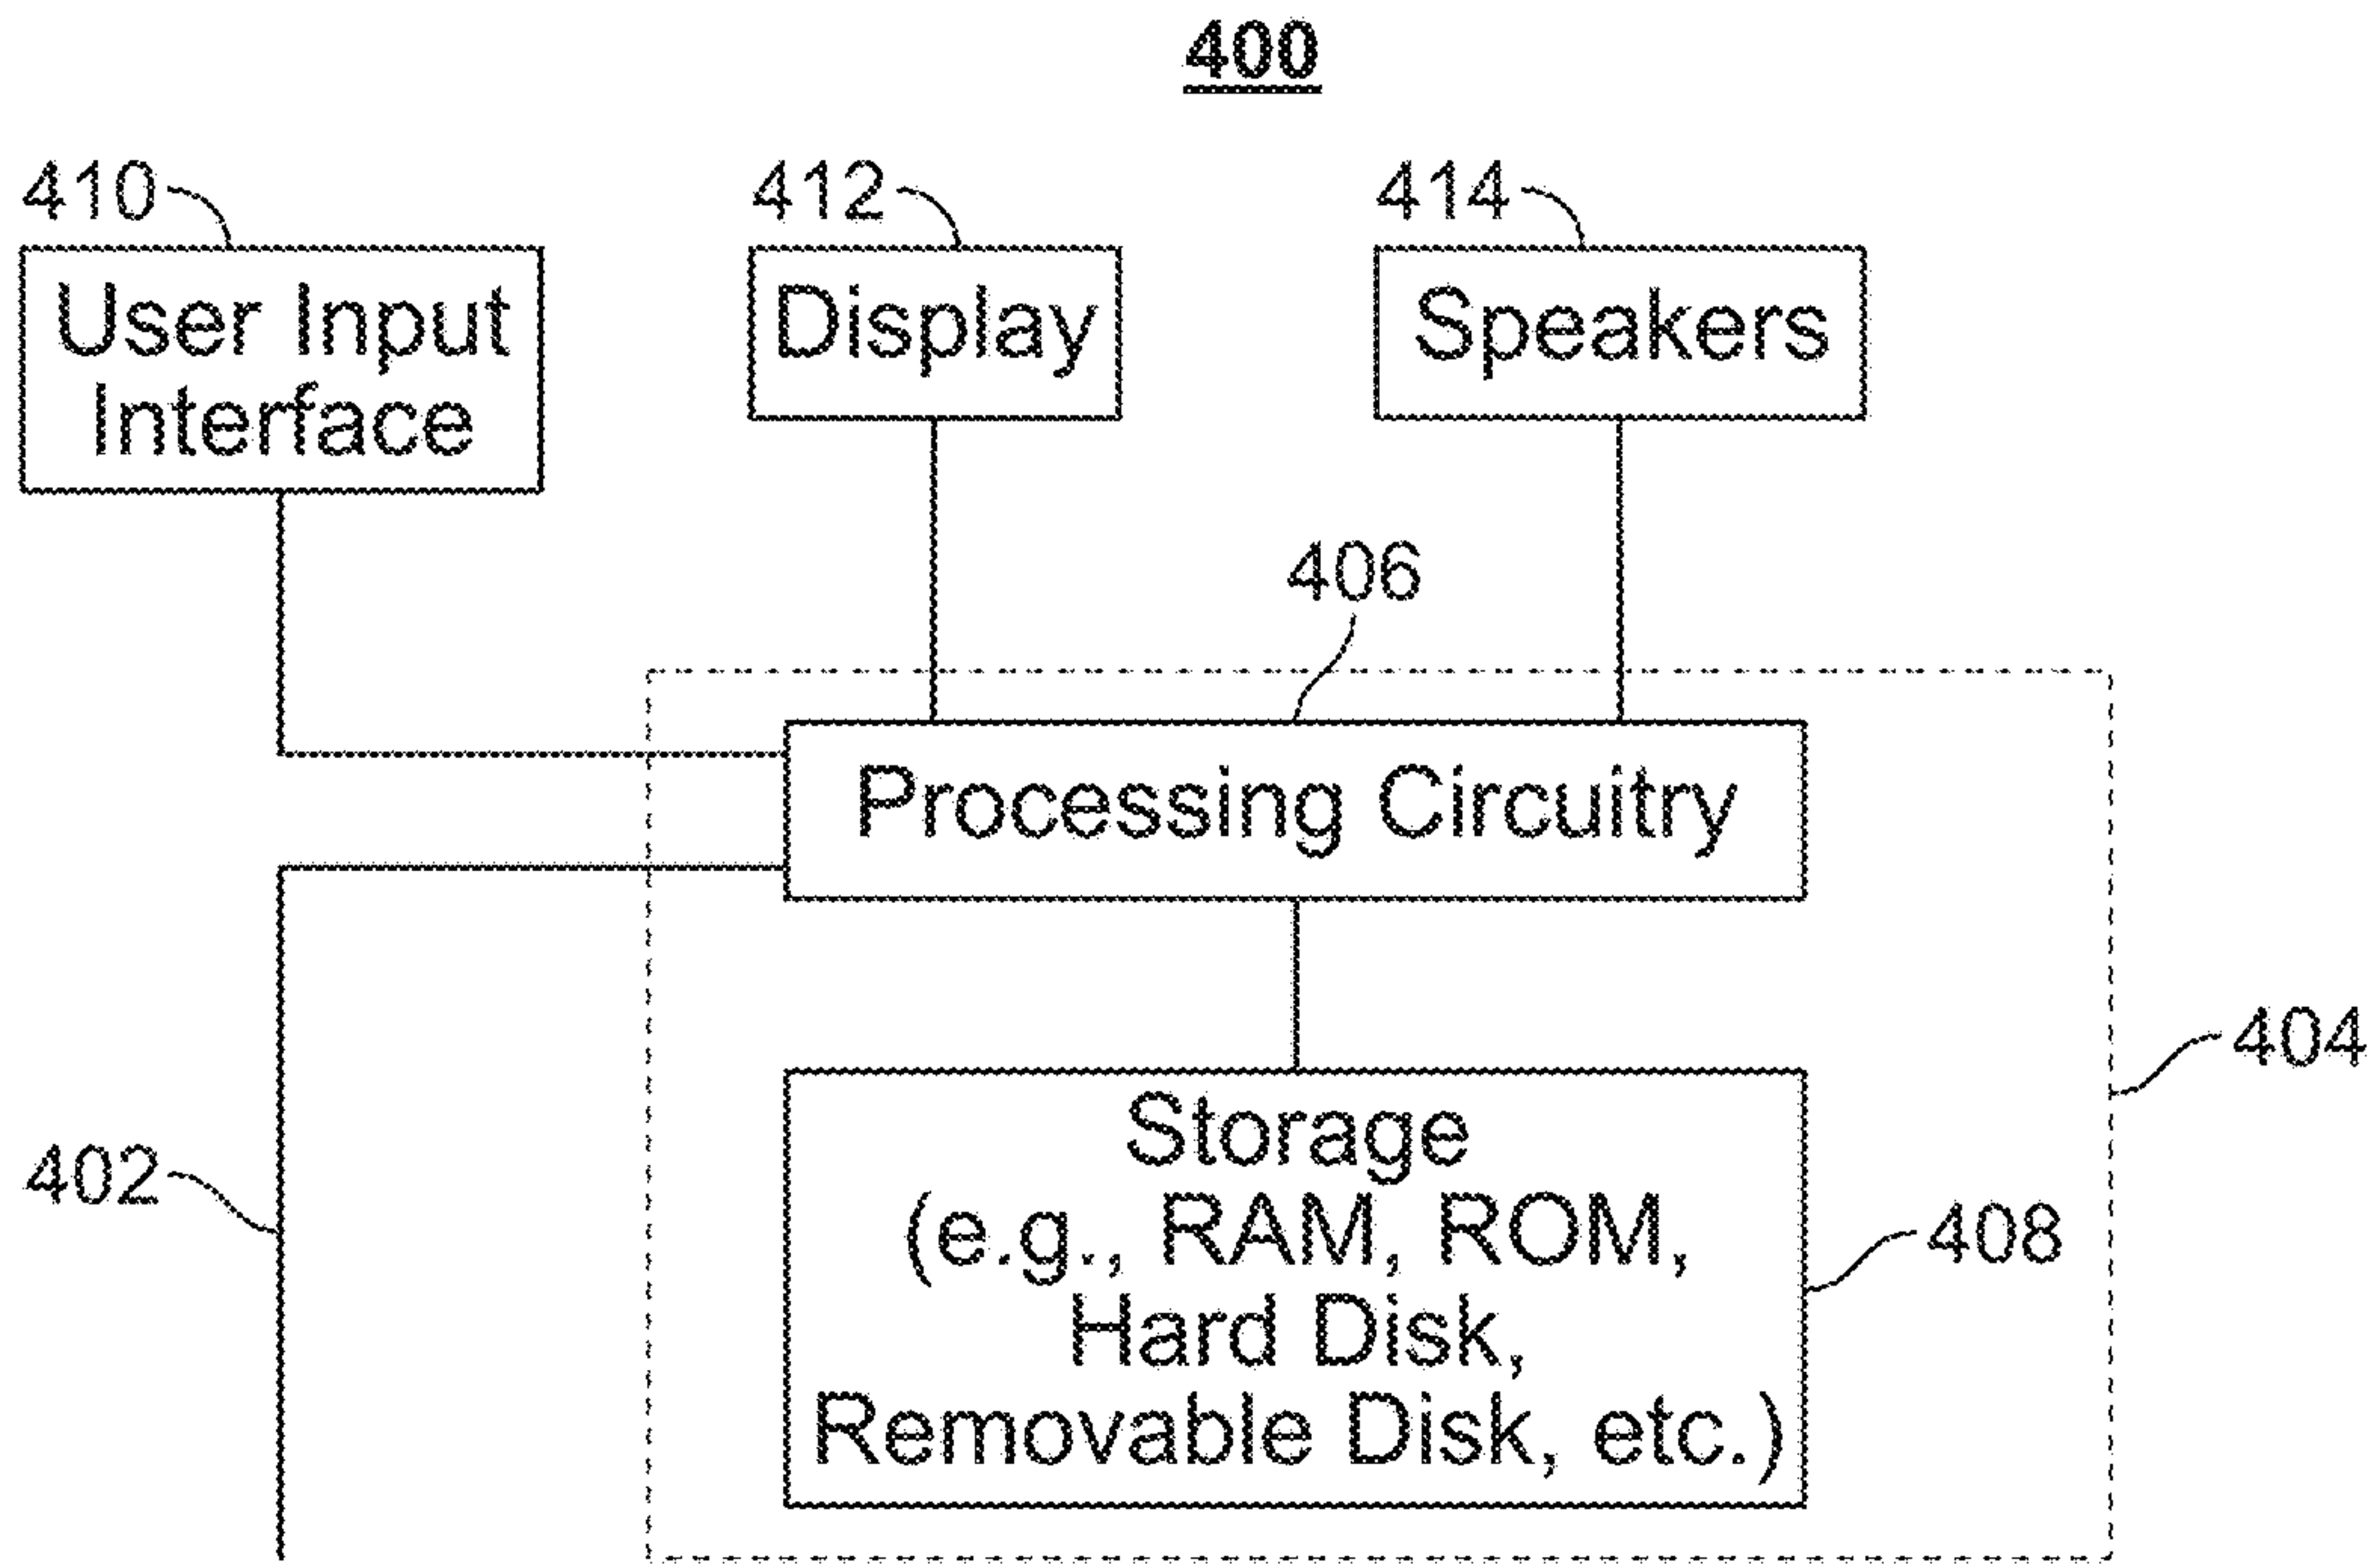 400
410
412
414
User Input
Interface
Display
Speakers
406
Processing Circuitry
404
402
Storage
(e.g., RAM, ROM,
Hard Disk,
Removable Disk, etc.)
408